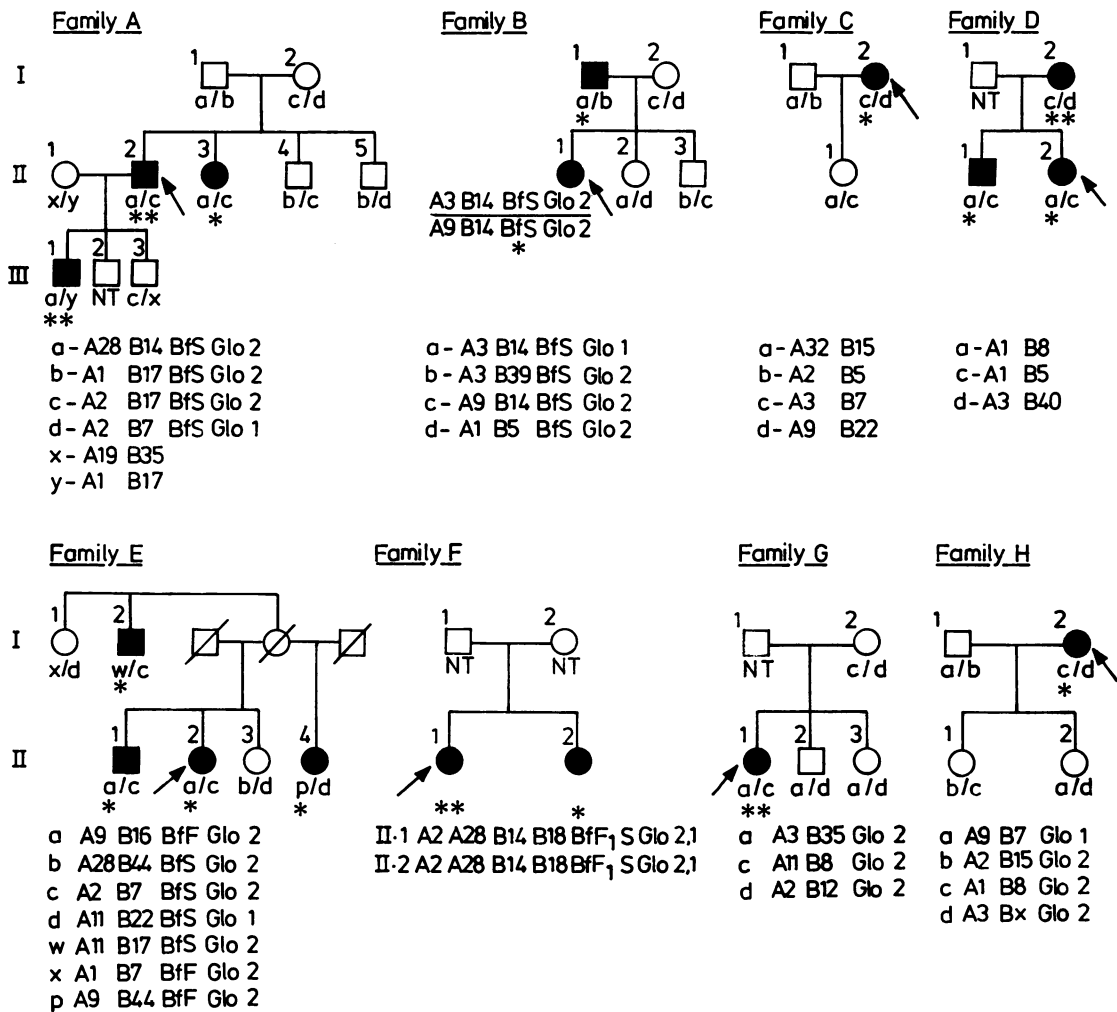 Family A
Family B
Family C
Family D
I
1 2
a/b c/d
1 2
a/b c/d
*
1 2
a/b c/d
*
1 2
NT c/d
**
II
1 2 3 4 5
x/y a/c a/c b/c b/d
** *
1 2 3
a/d b/c
A3 B14 BfS Glo 2
A9 B14 BfS Glo 2
*
1
a/c
1 2
a/c a/c
* *
III
1 2 3
a/y NT c/x
**
a - A28 B14 BfS Glo 2
b - A1 B17 BfS Glo 2
c - A2 B17 BfS Glo 2
d - A2 B7 BfS Glo 1
x - A19 B35
y - A1 B17
a - A3 B14 BfS Glo 1
b - A3 B39 BfS Glo 2
c - A9 B14 BfS Glo 2
d - A1 B5 BfS Glo 2
a - A32 B15
b - A2 B5
c - A3 B7
d - A9 B22
a - A1 B8
c - A1 B5
d - A3 B40
Family E
Family F
Family G
Family H
I
1 2
x/d w/c
*
1 2
NT NT
1 2
NT c/d
1 2
a/b c/d
*
II
1 2 3 4
a/c a/c b/d p/d
* * *
1 2
** *
1 2 3
a/c a/d a/d
**
1 2
b/c a/d
a A9 B16 BfF Glo 2
b A28 B44 BfS Glo 2
c A2 B7 BfS Glo 2
d A11 B22 BfS Glo 1
w A11 B17 BfS Glo 2
x A1 B7 BfF Glo 2
p A9 B44 BfF Glo 2
II·1 A2 A28 B14 B18 BfF1 S Glo 2,1
II·2 A2 A28 B14 B18 BfF1 S Glo 2,1
a A3 B35 Glo 2
c A11 B8 Glo 2
d A2 B12 Glo 2
a A9 B7 Glo 1
b A2 B15 Glo 2
c A1 B8 Glo 2
d A3 Bx Glo 2